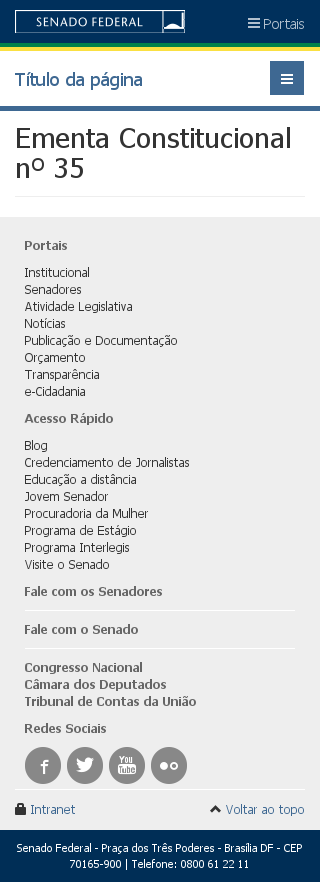 SENADO FEDERAL
Portais
Título da página
Ementa Constitucional
nº 35
Portais
Institucional
Senadores
Atividade Legislativa
Notícias
Publicação e Documentação
Orçamento
Transparência
e-Cidadania
Acesso Rápido
Blog
Credenciamento de Jornalistas
Educação a distância
Jovem Senador
Procuradoria da Mulher
Programa de Estágio
Programa Interlegis
Visite o Senado
Fale com os Senadores
Fale com o Senado
Congresso Nacional
Câmara dos Deputados
Tribunal de Contas da União
Redes Sociais
You
Tube
Intranet
Voltar ao topo
Senado Federal - Praça dos Três Poderes - Brasília DF - CEP
70165-900 | Telefone: 0800 61 22 11